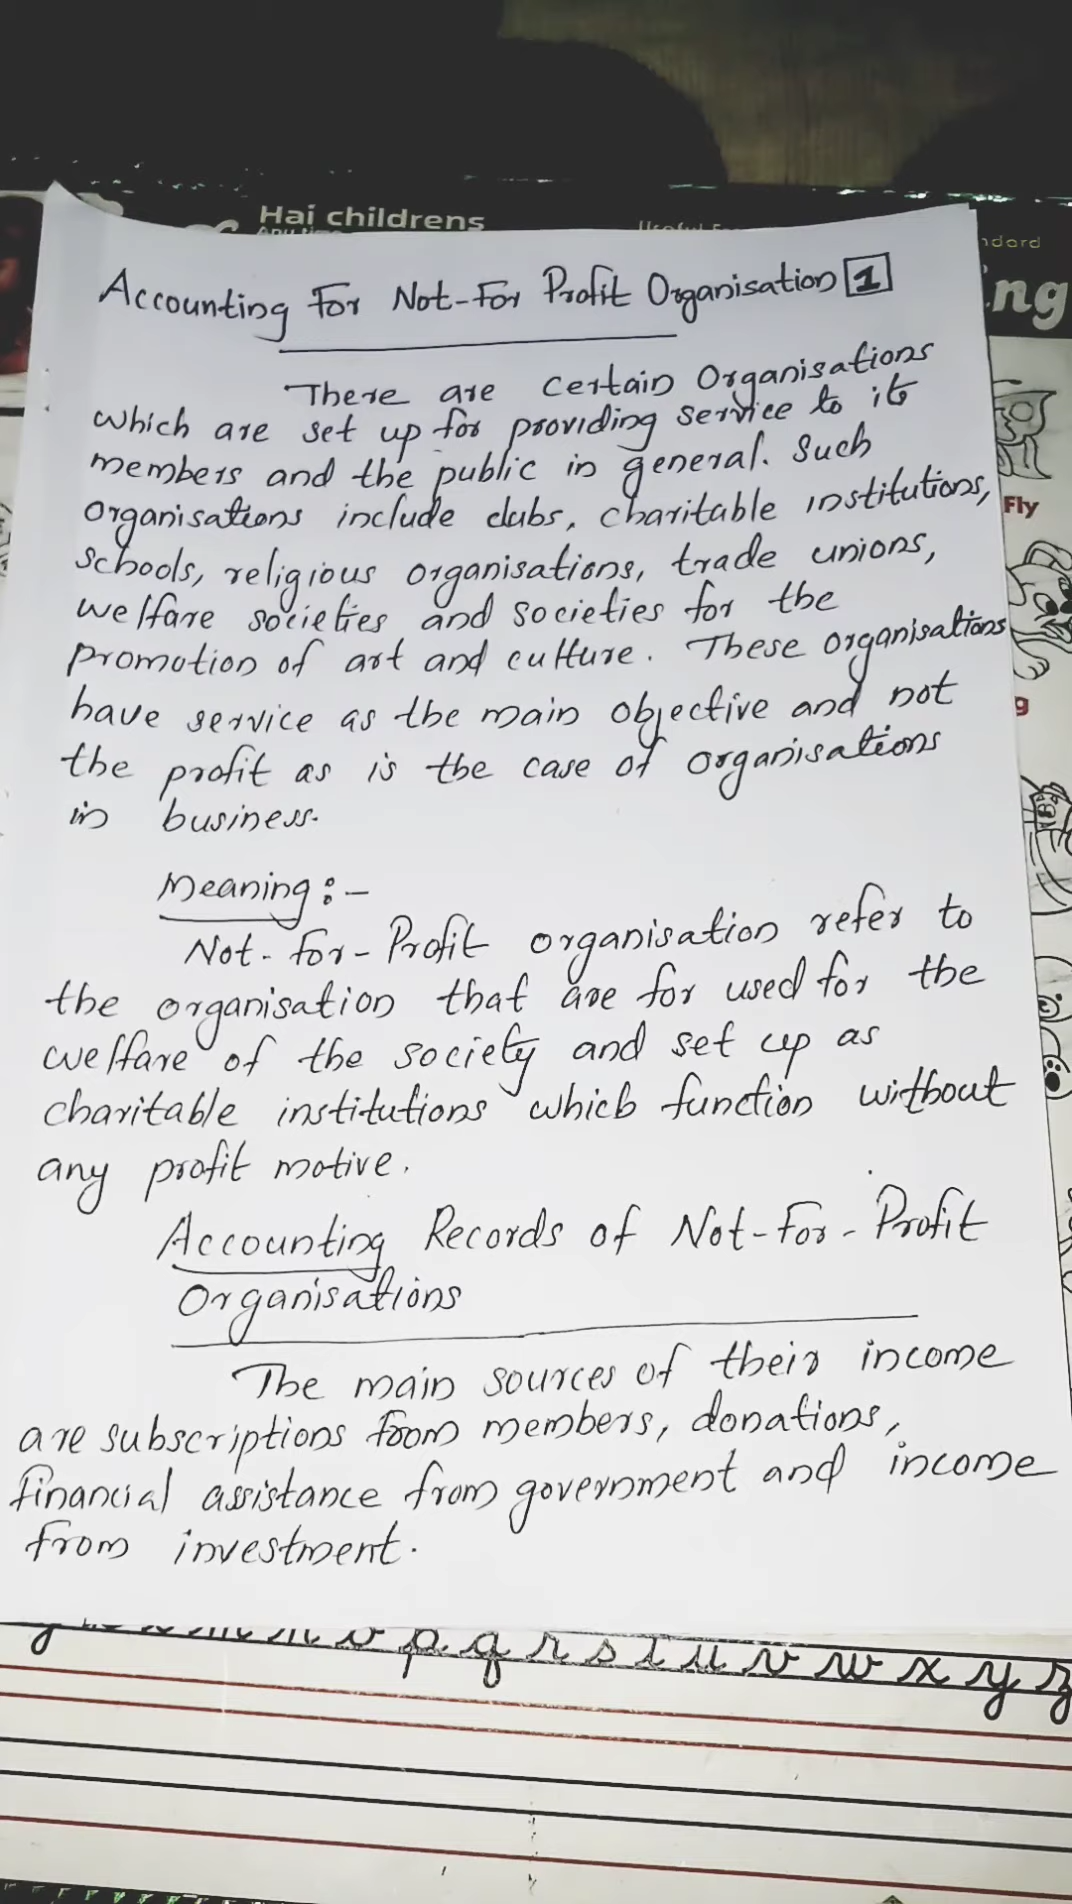 Hai childrens
ndard
ing
Accounting For Not-For Profit Organisation 1
There are certain Organisations
which are set up for providing service to its
members and the public in general. Such
Organisations include clubs, charitable institutions,
Fly
schools, religious organisations, trade unions,
welfare societies and societies for the
promotion of art and culture. These organisations
have service as the main objective and not
g
the profit as is the case of organisations
in business.
Meaning :-
Not-for-Profit organisation refer to
the organisation that are for used for the
welfare of the society and set up as
charitable institutions which function without
any profit motive.
Accounting Records of Not-For-Profit
Organisations
The main sources of their income
are subscriptions from members, donations,
financial assistance from government and income
from investment.
p q r s t u v w x y z